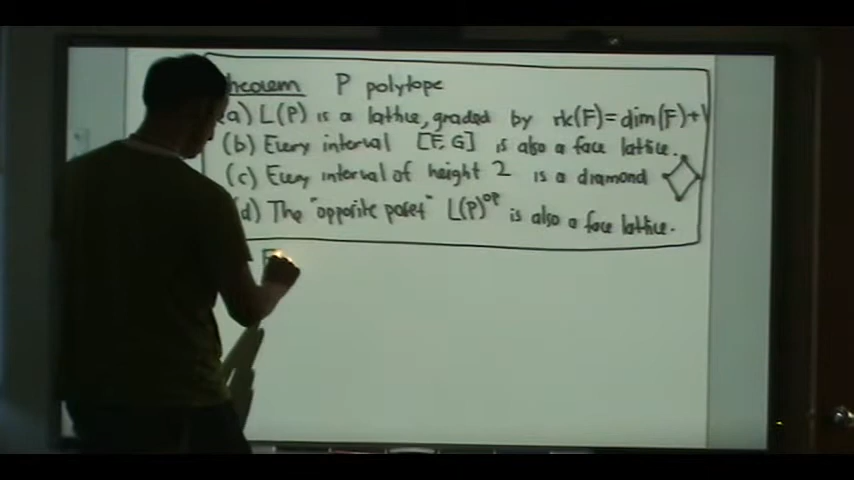 heorem P polytope
a) L(P) is a lattice, graded by rk(F)=dim(F)+1
(b) Every interval [F,G] is also a face lattice.
(c) Every interval of height 2 is a diamond
(d) The "opposite poset" L(P)^op is also a face lattice.